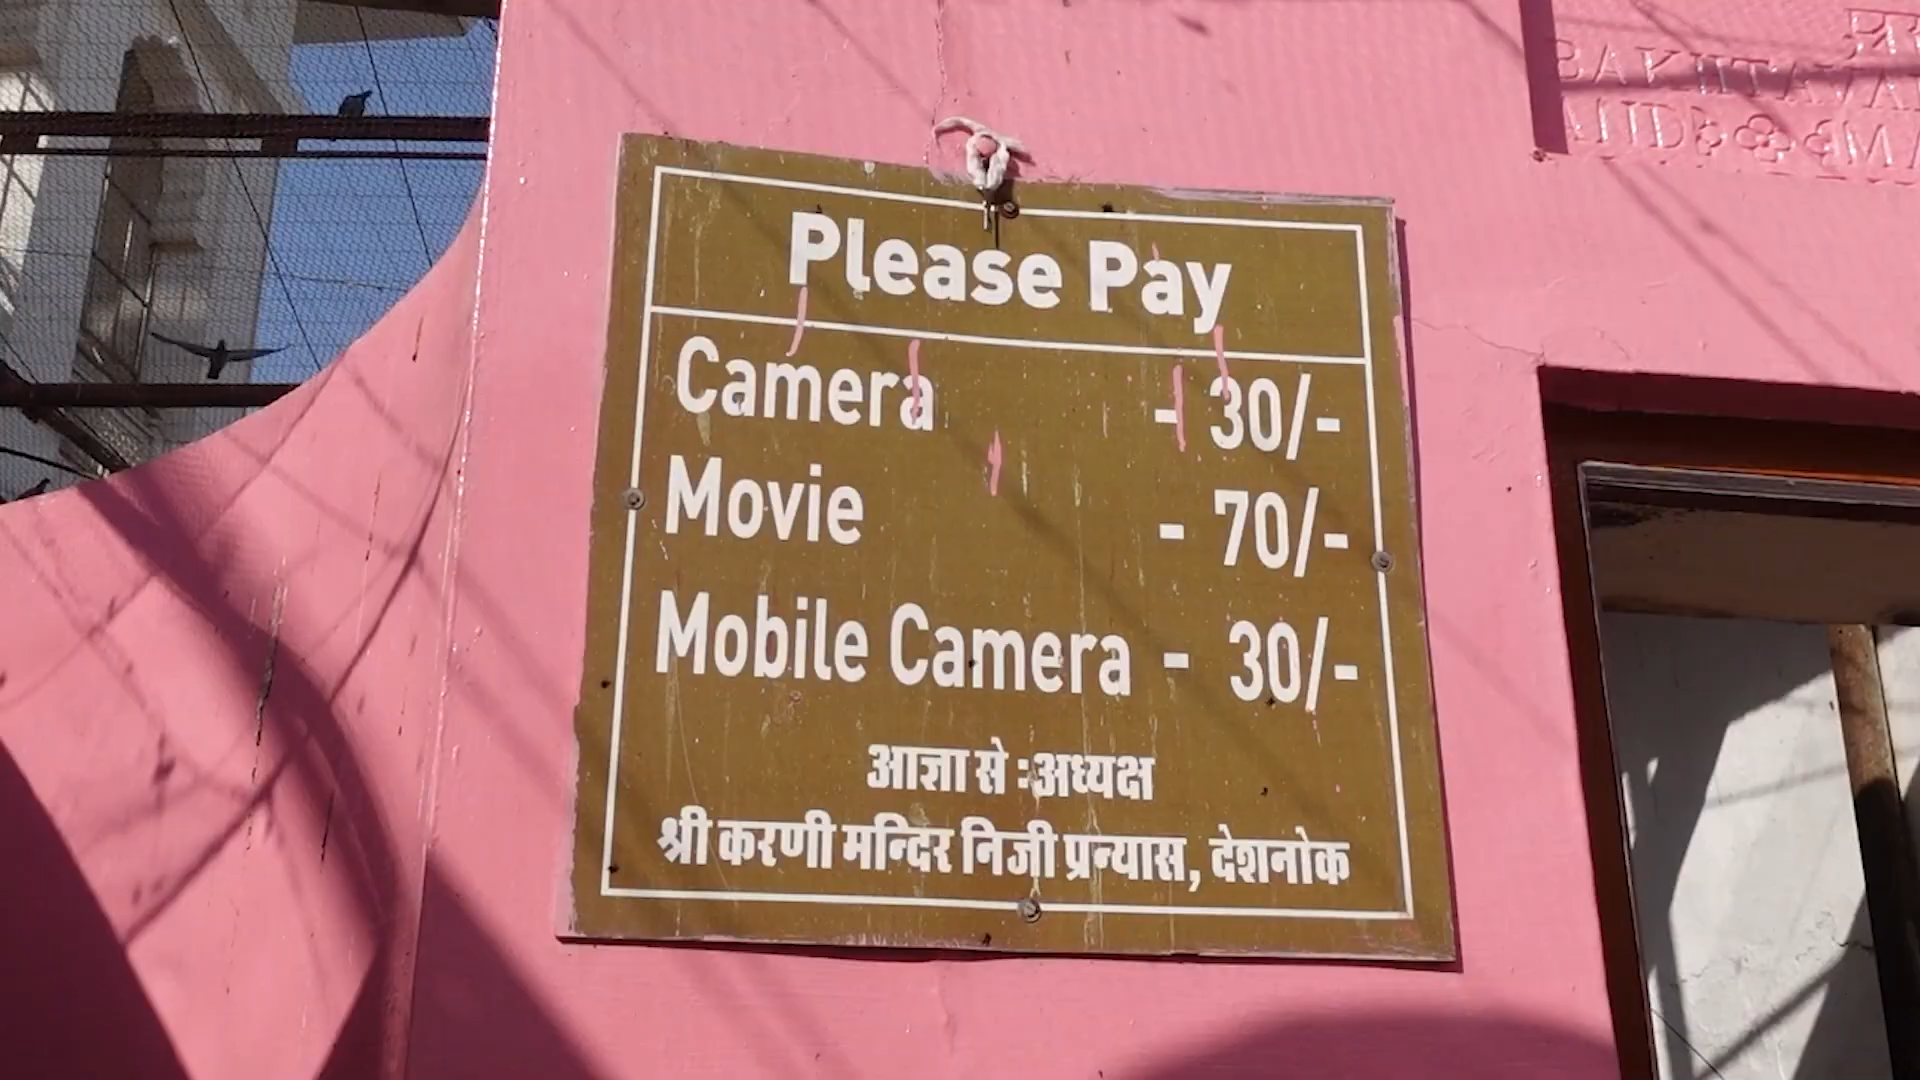 Please Pay
Camera - 30/-
Movie - 70/-
Mobile Camera - 30/-
आज्ञा से :अध्यक्ष
श्री करणी मन्दिर निजी प्रन्यास, देशनोक